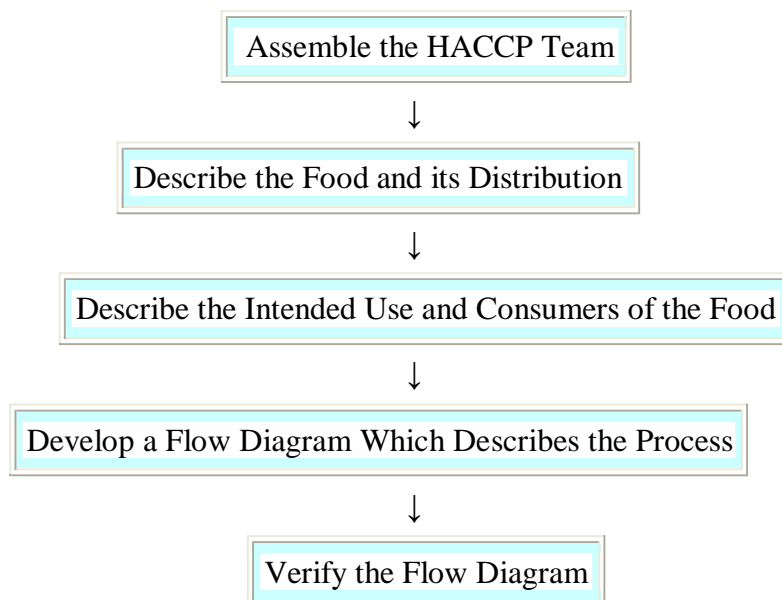 Assemble the HACCP Team
↓
Describe the Food and its Distribution
↓
Describe the Intended Use and Consumers of the Food
↓
Develop a Flow Diagram Which Describes the Process
↓
Verify the Flow Diagram